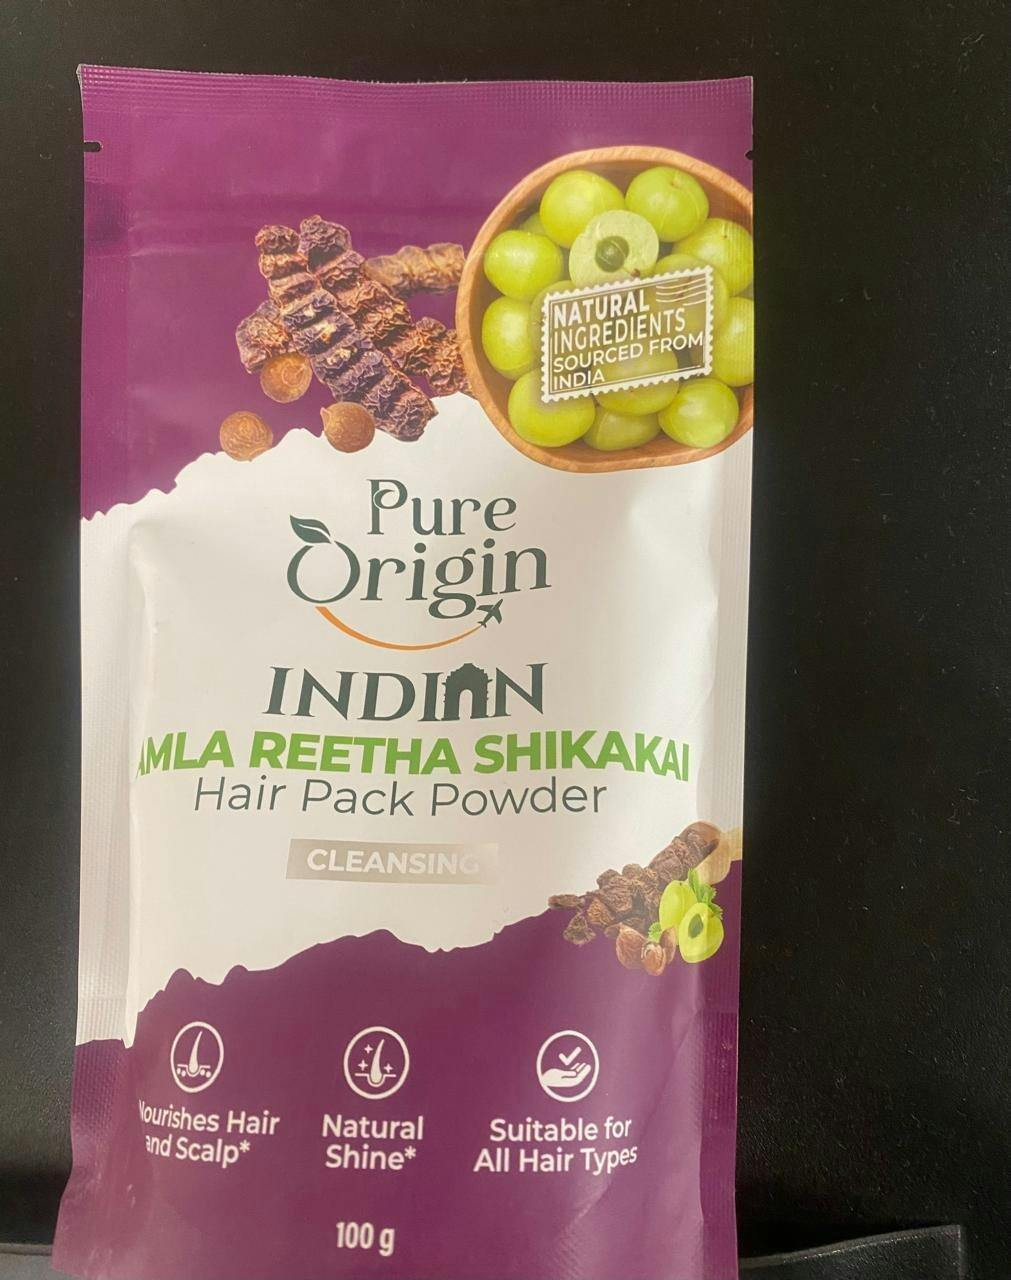 NATURAL
INGREDIENTS
SOURCED FROM
INDIA
Pure
Origin
INDIAN
AMLA REETHA SHIKAKAI
Hair Pack Powder
CLEANSING
Nourishes Hair
and Scalp*
Natural
Shine*
Suitable for
All Hair Types
100 g